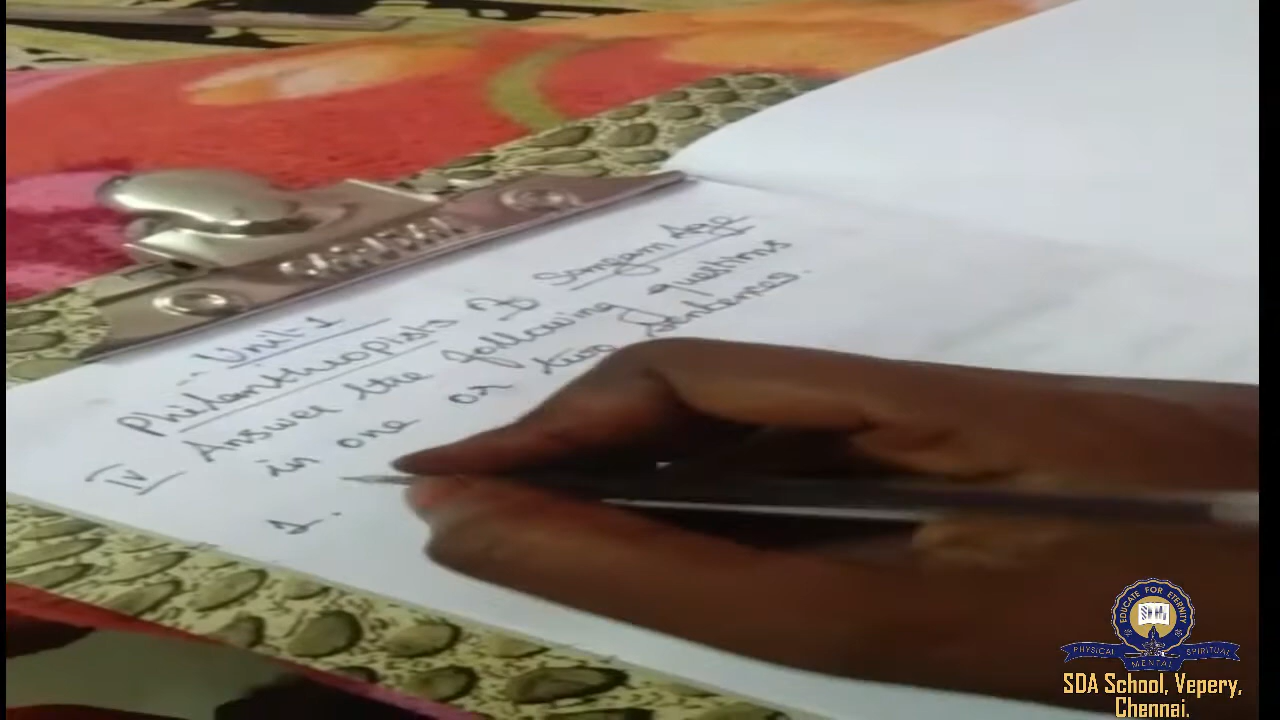 Unit-1
Philanthropists of Sangam Age
IV Answer the following questions
in one or two Sentences.
1.
EDUCATE FOR ETERNITY
SDA
PHYSICAL MENTAL SPIRITUAL
SDA School, Vepery,
Chennai.